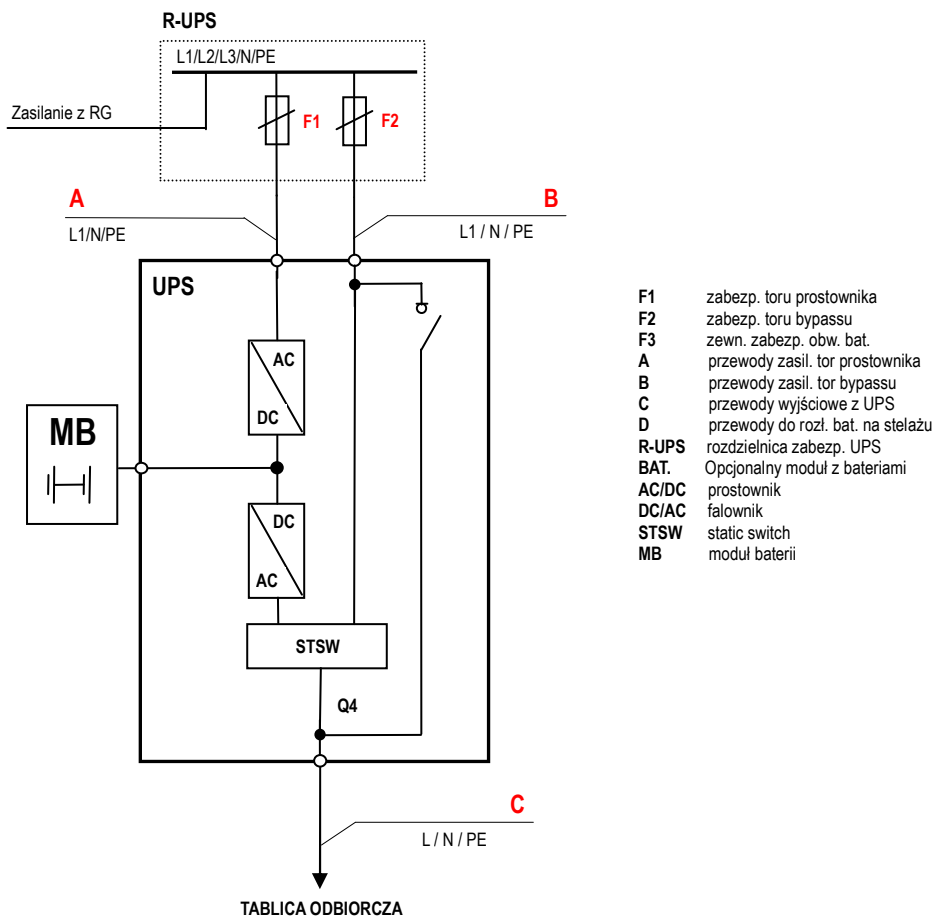 R-UPS
L1/L2/L3/N/PE
Zasilanie z RG
F1
F2
A
L1/N/PE
B
L1 / N / PE
UPS
AC
DC
MB
DC
AC
STSW
Q4
C
L / N / PE
TABLICA ODBIORCZA
F1 zabezp. toru prostownika
F2 zabezp. toru bypassu
F3 zewn. zabezp. obw. bat.
A przewody zasil. tor prostownika
B przewody zasil. tor bypassu
C przewody wyjściowe z UPS
D przewody do rozł. bat. na stelażu
R-UPS rozdzielnica zabezp. UPS
BAT. Opcjonalny moduł z bateriami
AC/DC prostownik
DC/AC falownik
STSW static switch
MB moduł baterii